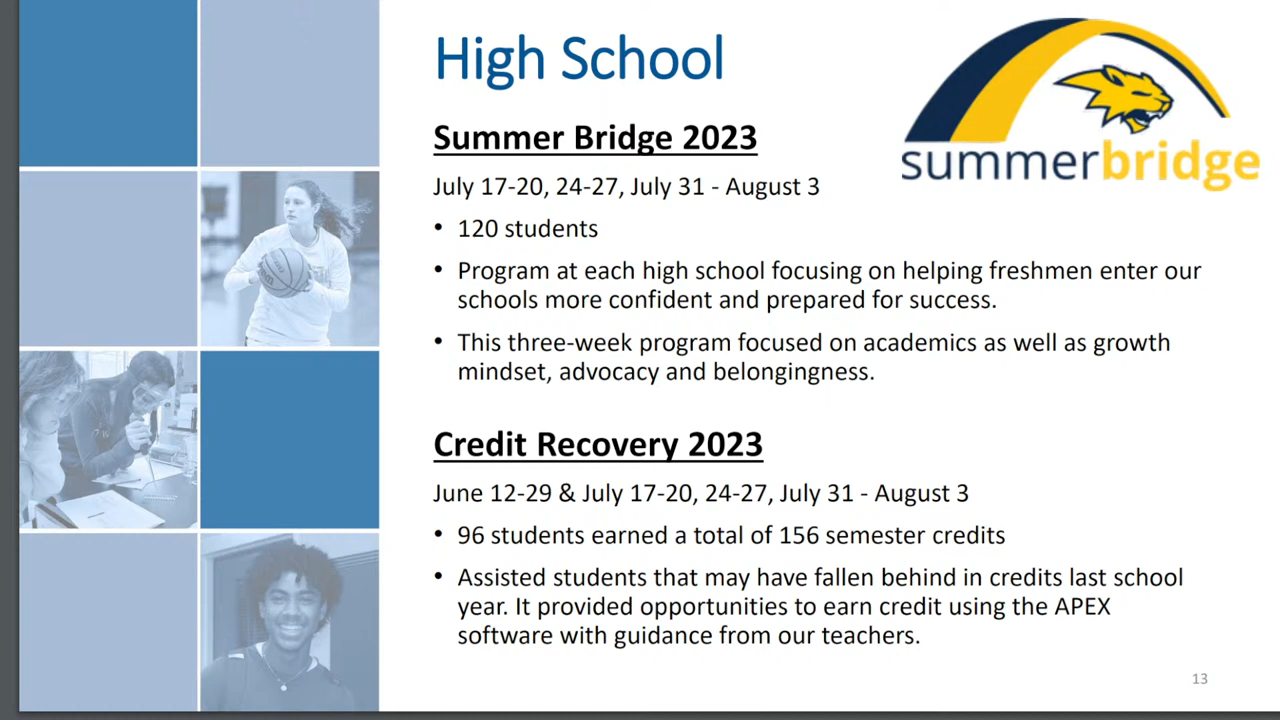 High School
summerbridge
Summer Bridge 2023
July 17-20, 24-27, July 31 - August 3
• 120 students
• Program at each high school focusing on helping freshmen enter our
schools more confident and prepared for success.
• This three-week program focused on academics as well as growth
mindset, advocacy and belongingness.
Credit Recovery 2023
June 12-29 & July 17-20, 24-27, July 31 - August 3
• 96 students earned a total of 156 semester credits
• Assisted students that may have fallen behind in credits last school
year. It provided opportunities to earn credit using the APEX
software with guidance from our teachers.
13